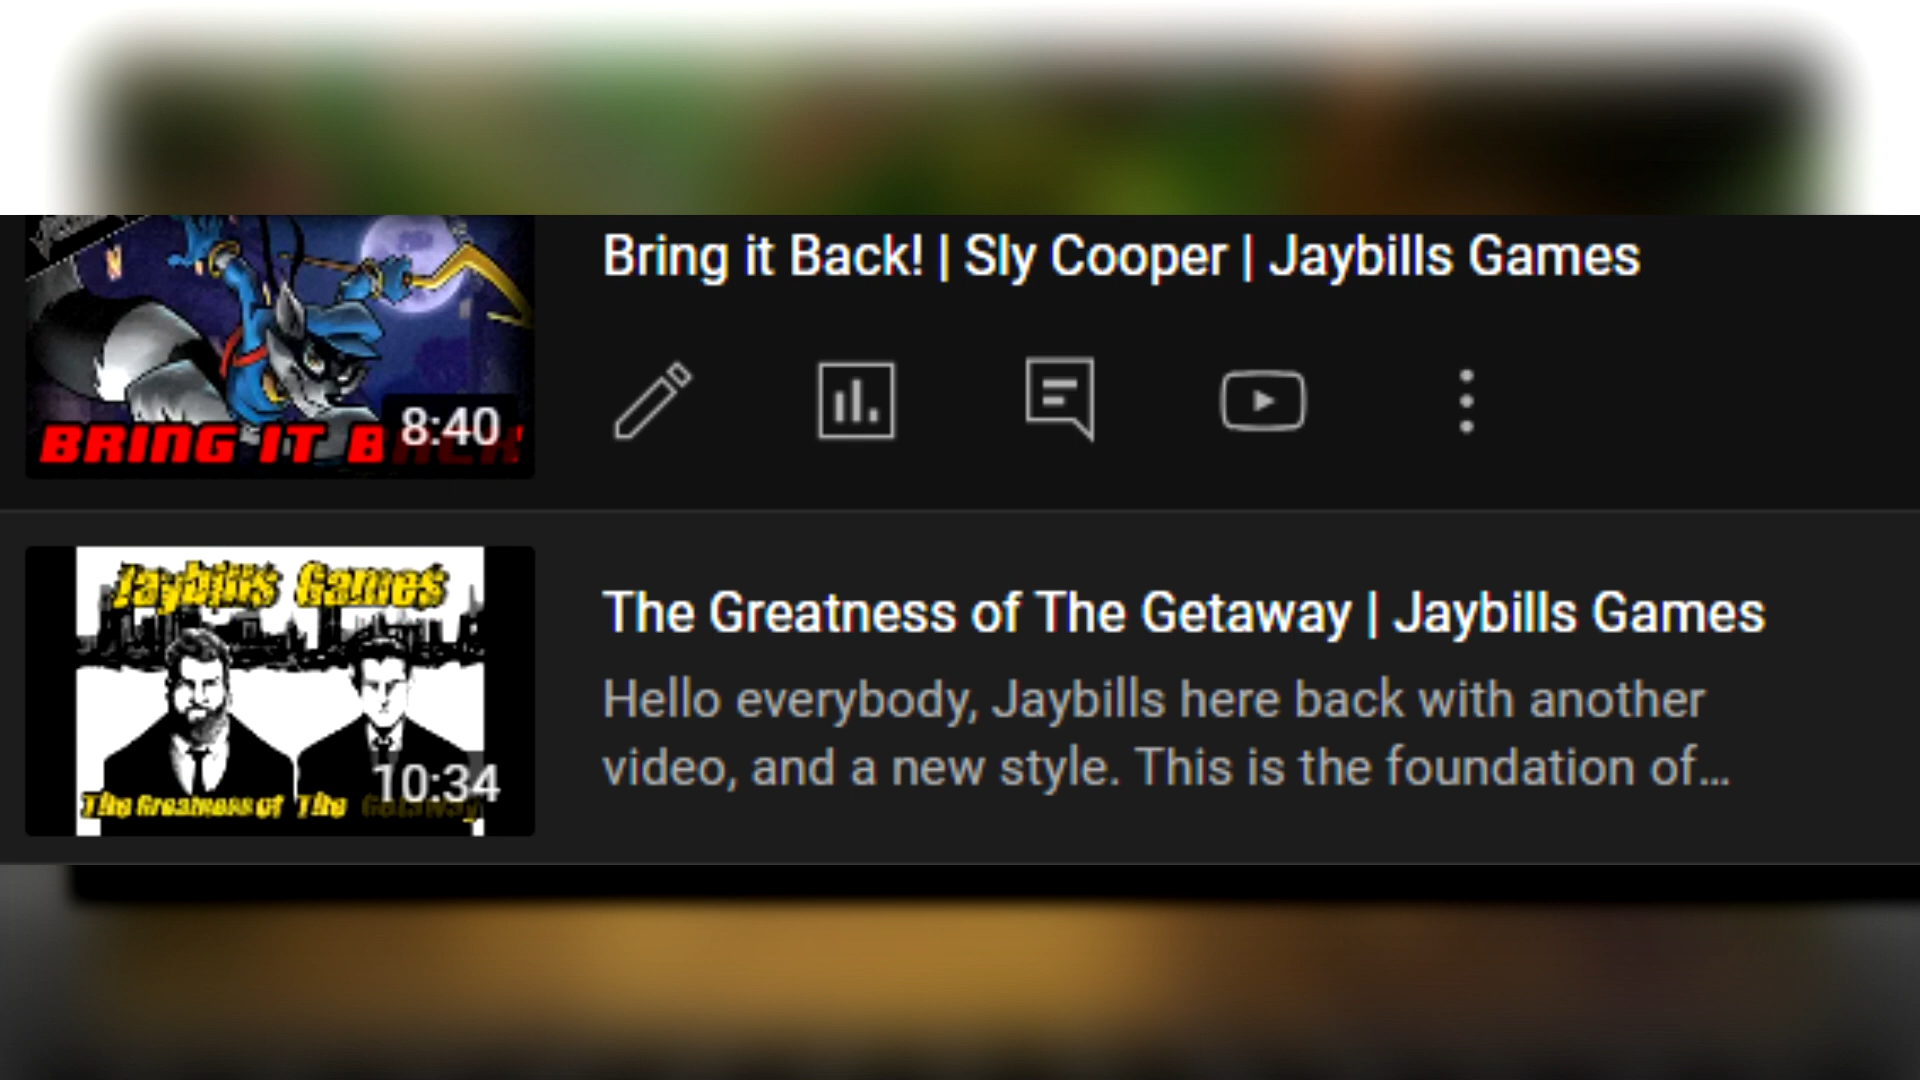 Bring it Back! | Sly Cooper | Jaybills Games
BRING IT B
8:40
Jaybills Games
The Greatness of The Getaway
10:34
The Greatness of The Getaway | Jaybills Games
Hello everybody, Jaybills here back with another
video, and a new style. This is the foundation of...